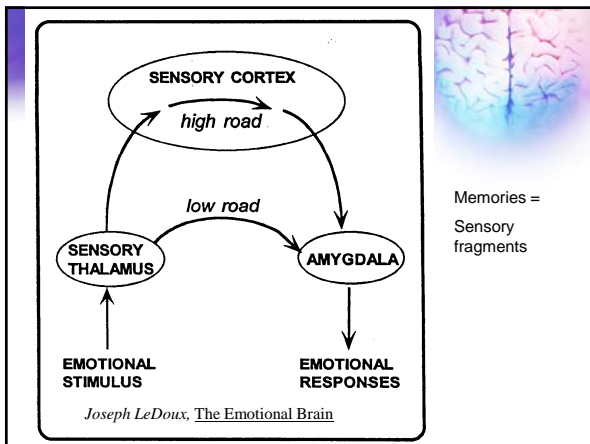 SENSORY CORTEX
high road
low road
SENSORY
THALAMUS
AMYGDALA
EMOTIONAL
STIMULUS
EMOTIONAL
RESPONSES
Joseph LeDoux, The Emotional Brain
Memories =
Sensory
fragments